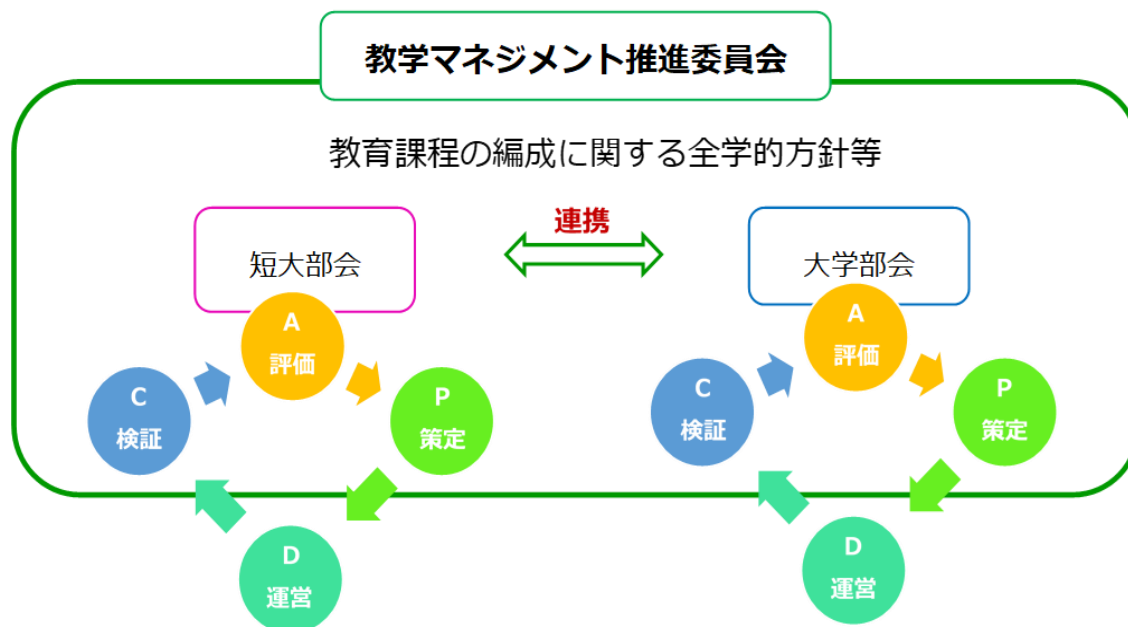 教学マネジメント推進委員会
教育課程の編成に関する全学的方針等
連携
短大部会
大学部会
A
評価
C
検証
P
策定
D
運営
A
評価
C
検証
P
策定
D
運営